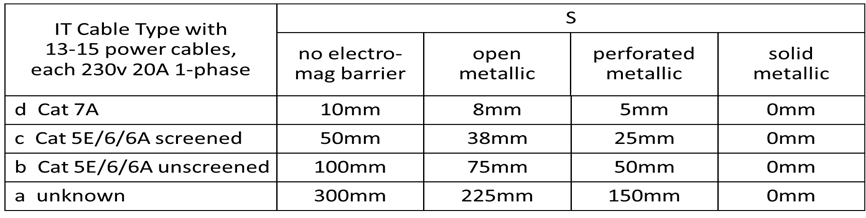 IT Cable Type with
13-15 power cables,
each 230v 20A 1-phase
S
no electro-
mag barrier
open
metallic
perforated
metallic
solid
metallic
d Cat 7A 10mm 8mm 5mm 0mm
c Cat 5E/6/6A screened 50mm 38mm 25mm 0mm
b Cat 5E/6/6A unscreened 100mm 75mm 50mm 0mm
a unknown 300mm 225mm 150mm 0mm